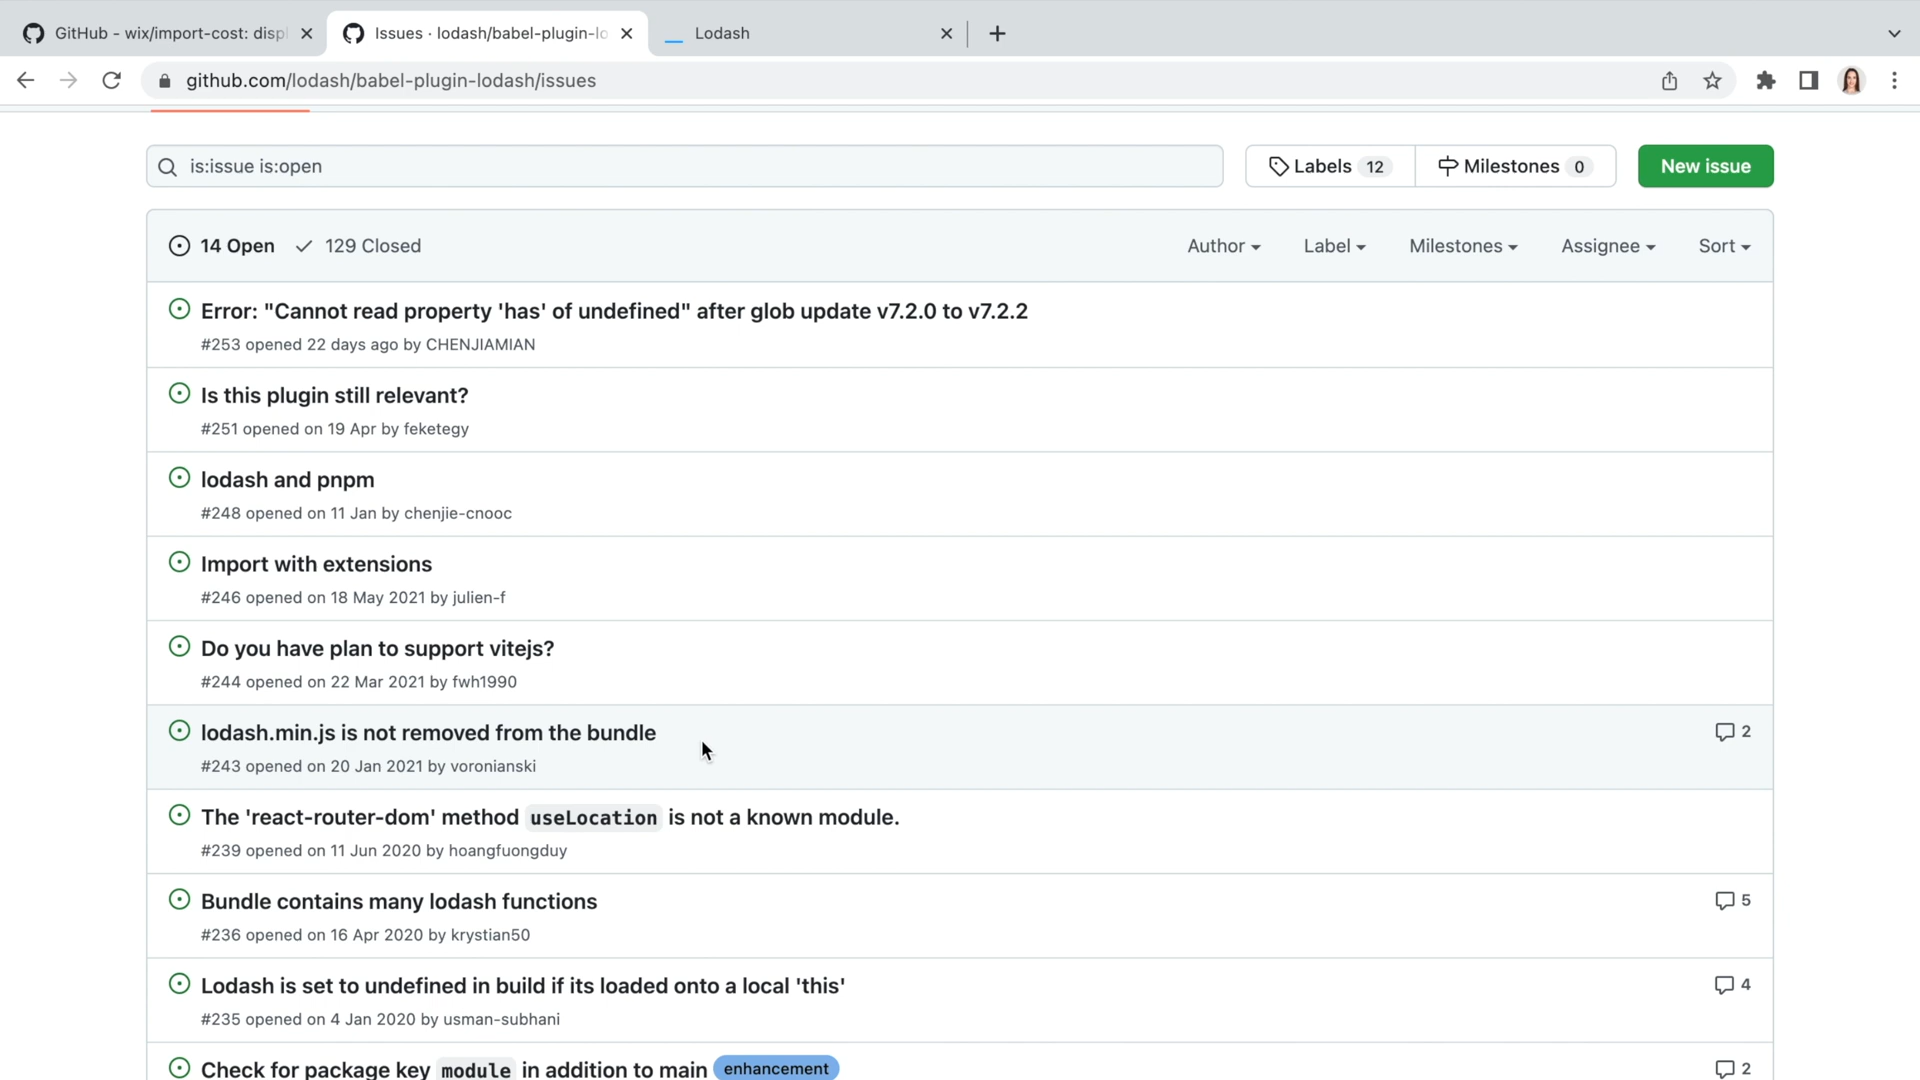 GitHub - wix/import-cost: disp
Issues · lodash/babel-plugin-lo
Lodash
github.com/lodash/babel-plugin-lodash/issues
is:issue is:open
Labels 12
Milestones 0
New issue
14 Open 129 Closed
Author Label Milestones Assignee Sort
Error: "Cannot read property 'has' of undefined" after glob update v7.2.0 to v7.2.2
#253 opened 22 days ago by CHENJIAMIAN
Is this plugin still relevant?
#251 opened on 19 Apr by feketegy
lodash and pnpm
#248 opened on 11 Jan by chenjie-cnooc
Import with extensions
#246 opened on 18 May 2021 by julien-f
Do you have plan to support vitejs?
#244 opened on 22 Mar 2021 by fwh1990
lodash.min.js is not removed from the bundle 2
#243 opened on 20 Jan 2021 by voronianski
The 'react-router-dom' method useLocation is not a known module.
#239 opened on 11 Jun 2020 by hoangfuongduy
Bundle contains many lodash functions 5
#236 opened on 16 Apr 2020 by krystian50
Lodash is set to undefined in build if its loaded onto a local 'this' 4
#235 opened on 4 Jan 2020 by usman-subhani
Check for package key module in addition to main enhancement 2